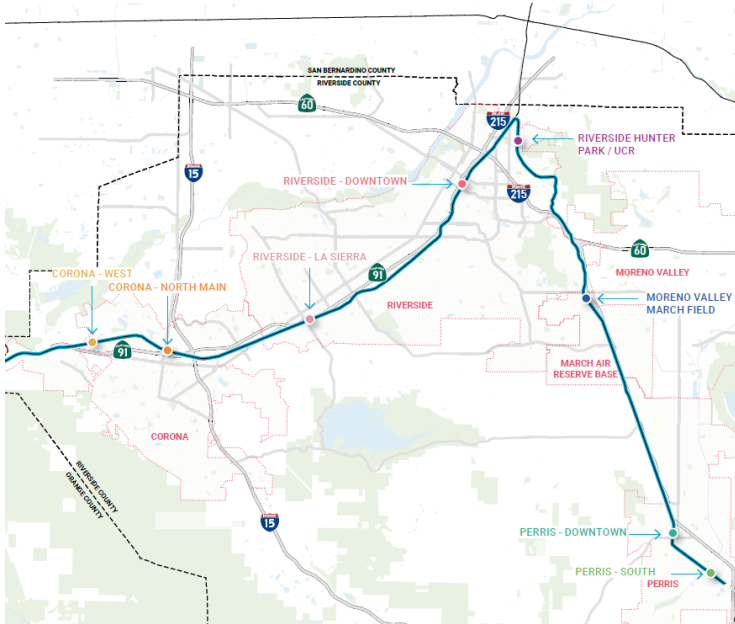 SAN BERNARDINO COUNTY
RIVERSIDE COUNTY
60
215
RIVERSIDE HUNTER
PARK / UCR
15
RIVERSIDE - DOWNTOWN
215
60
RIVERSIDE - LA SIERRA
91
CORONA - WEST
CORONA - NORTH MAIN
MORENO VALLEY
RIVERSIDE
MORENO VALLEY
MARCH FIELD
91
MARCH AIR
RESERVE BASE
CORONA
RIVERSIDE COUNTY
ORANGE COUNTY
15
PERRIS - DOWNTOWN
PERRIS - SOUTH
PERRIS